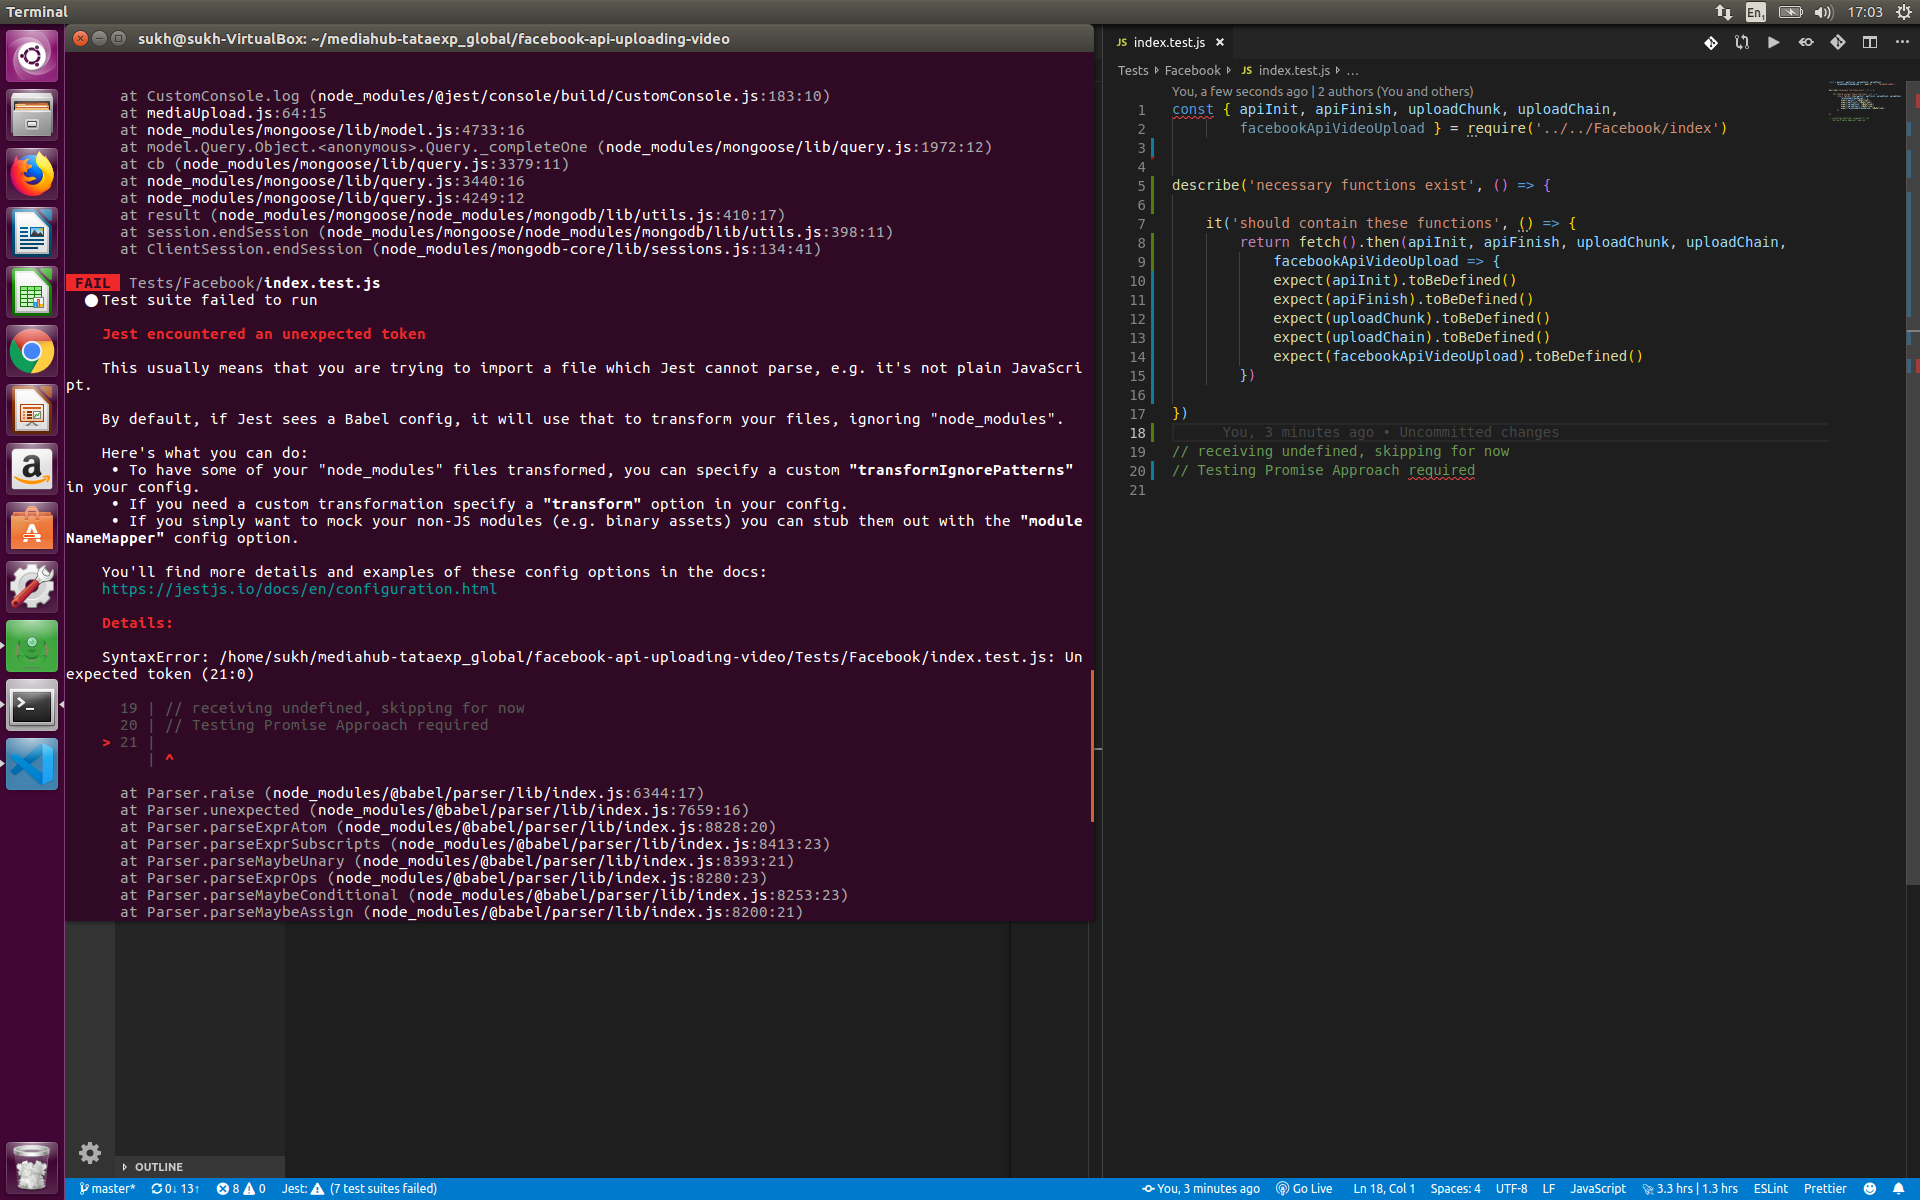 Terminal
En₁
17:03
sukh@sukh-VirtualBox: ~/mediahub-tataexp_global/facebook-api-uploading-video
at CustomConsole.log (node_modules/@jest/console/build/CustomConsole.js:183:10)
at mediaUpload.js:64:15
at node_modules/mongoose/lib/model.js:4733:16
at model.Query.Object.<anonymous>.Query._completeOne (node_modules/mongoose/lib/query.js:1972:12)
at cb (node_modules/mongoose/lib/query.js:3379:11)
at node_modules/mongoose/lib/query.js:3440:16
at node_modules/mongoose/lib/query.js:4249:12
at result (node_modules/mongoose/node_modules/mongodb/lib/utils.js:410:17)
at session.endSession (node_modules/mongoose/node_modules/mongodb/lib/utils.js:398:11)
at ClientSession.endSession (node_modules/mongodb-core/lib/sessions.js:134:41)
FAIL Tests/Facebook/index.test.js
● Test suite failed to run
Jest encountered an unexpected token
This usually means that you are trying to import a file which Jest cannot parse, e.g. it's not plain JavaScri
pt.
By default, if Jest sees a Babel config, it will use that to transform your files, ignoring "node_modules".
Here's what you can do:
• To have some of your "node_modules" files transformed, you can specify a custom "transformIgnorePatterns"
in your config.
• If you need a custom transformation specify a "transform" option in your config.
• If you simply want to mock your non-JS modules (e.g. binary assets) you can stub them out with the "module
NameMapper" config option.
You'll find more details and examples of these config options in the docs:
https://jestjs.io/docs/en/configuration.html
Details:
SyntaxError: /home/sukh/mediahub-tataexp_global/facebook-api-uploading-video/Tests/Facebook/index.test.js: Un
expected token (21:0)
19 | // receiving undefined, skipping for now
20 | // Testing Promise Approach required
> 21 |
| ^
at Parser.raise (node_modules/@babel/parser/lib/index.js:6344:17)
at Parser.unexpected (node_modules/@babel/parser/lib/index.js:7659:16)
at Parser.parseExprAtom (node_modules/@babel/parser/lib/index.js:8828:20)
at Parser.parseExprSubscripts (node_modules/@babel/parser/lib/index.js:8413:23)
at Parser.parseMaybeUnary (node_modules/@babel/parser/lib/index.js:8393:21)
at Parser.parseExprOps (node_modules/@babel/parser/lib/index.js:8280:23)
at Parser.parseMaybeConditional (node_modules/@babel/parser/lib/index.js:8253:23)
at Parser.parseMaybeAssign (node_modules/@babel/parser/lib/index.js:8200:21)
OUTLINE
JS index.test.js ×
Tests Facebook JS index.test.js ...
You, a few seconds ago | 2 authors (You and others)
1 const { apiInit, apiFinish, uploadChunk, uploadChain,
2 facebookApiVideoUpload } = require('../../Facebook/index')
3
4
5 describe('necessary functions exist', () => {
6
7 it('should contain these functions', () => {
8 return fetch().then(apiInit, apiFinish, uploadChunk, uploadChain,
9 facebookApiVideoUpload => {
10 expect(apiInit).toBeDefined()
11 expect(apiFinish).toBeDefined()
12 expect(uploadChunk).toBeDefined()
13 expect(uploadChain).toBeDefined()
14 expect(facebookApiVideoUpload).toBeDefined()
15 })
16
17 })
18 You, 3 minutes ago • Uncommitted changes
19 // receiving undefined, skipping for now
20 // Testing Promise Approach required
21
master* 0↓ 13↑ 8 0 Jest: (7 test suites failed) You, 3 minutes ago Go Live Ln 18, Col 1 Spaces: 4 UTF-8 LF JavaScript 3.3 hrs | 1.3 hrs ESLint Prettier